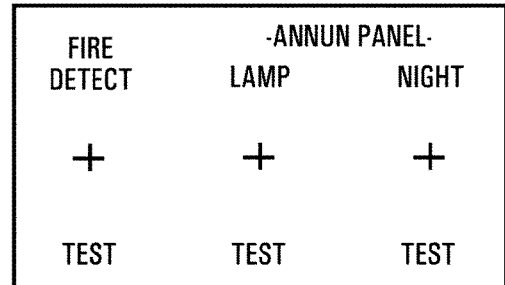 FIRE
DETECT
-ANNUN PANEL-
LAMP NIGHT
TEST TEST TEST